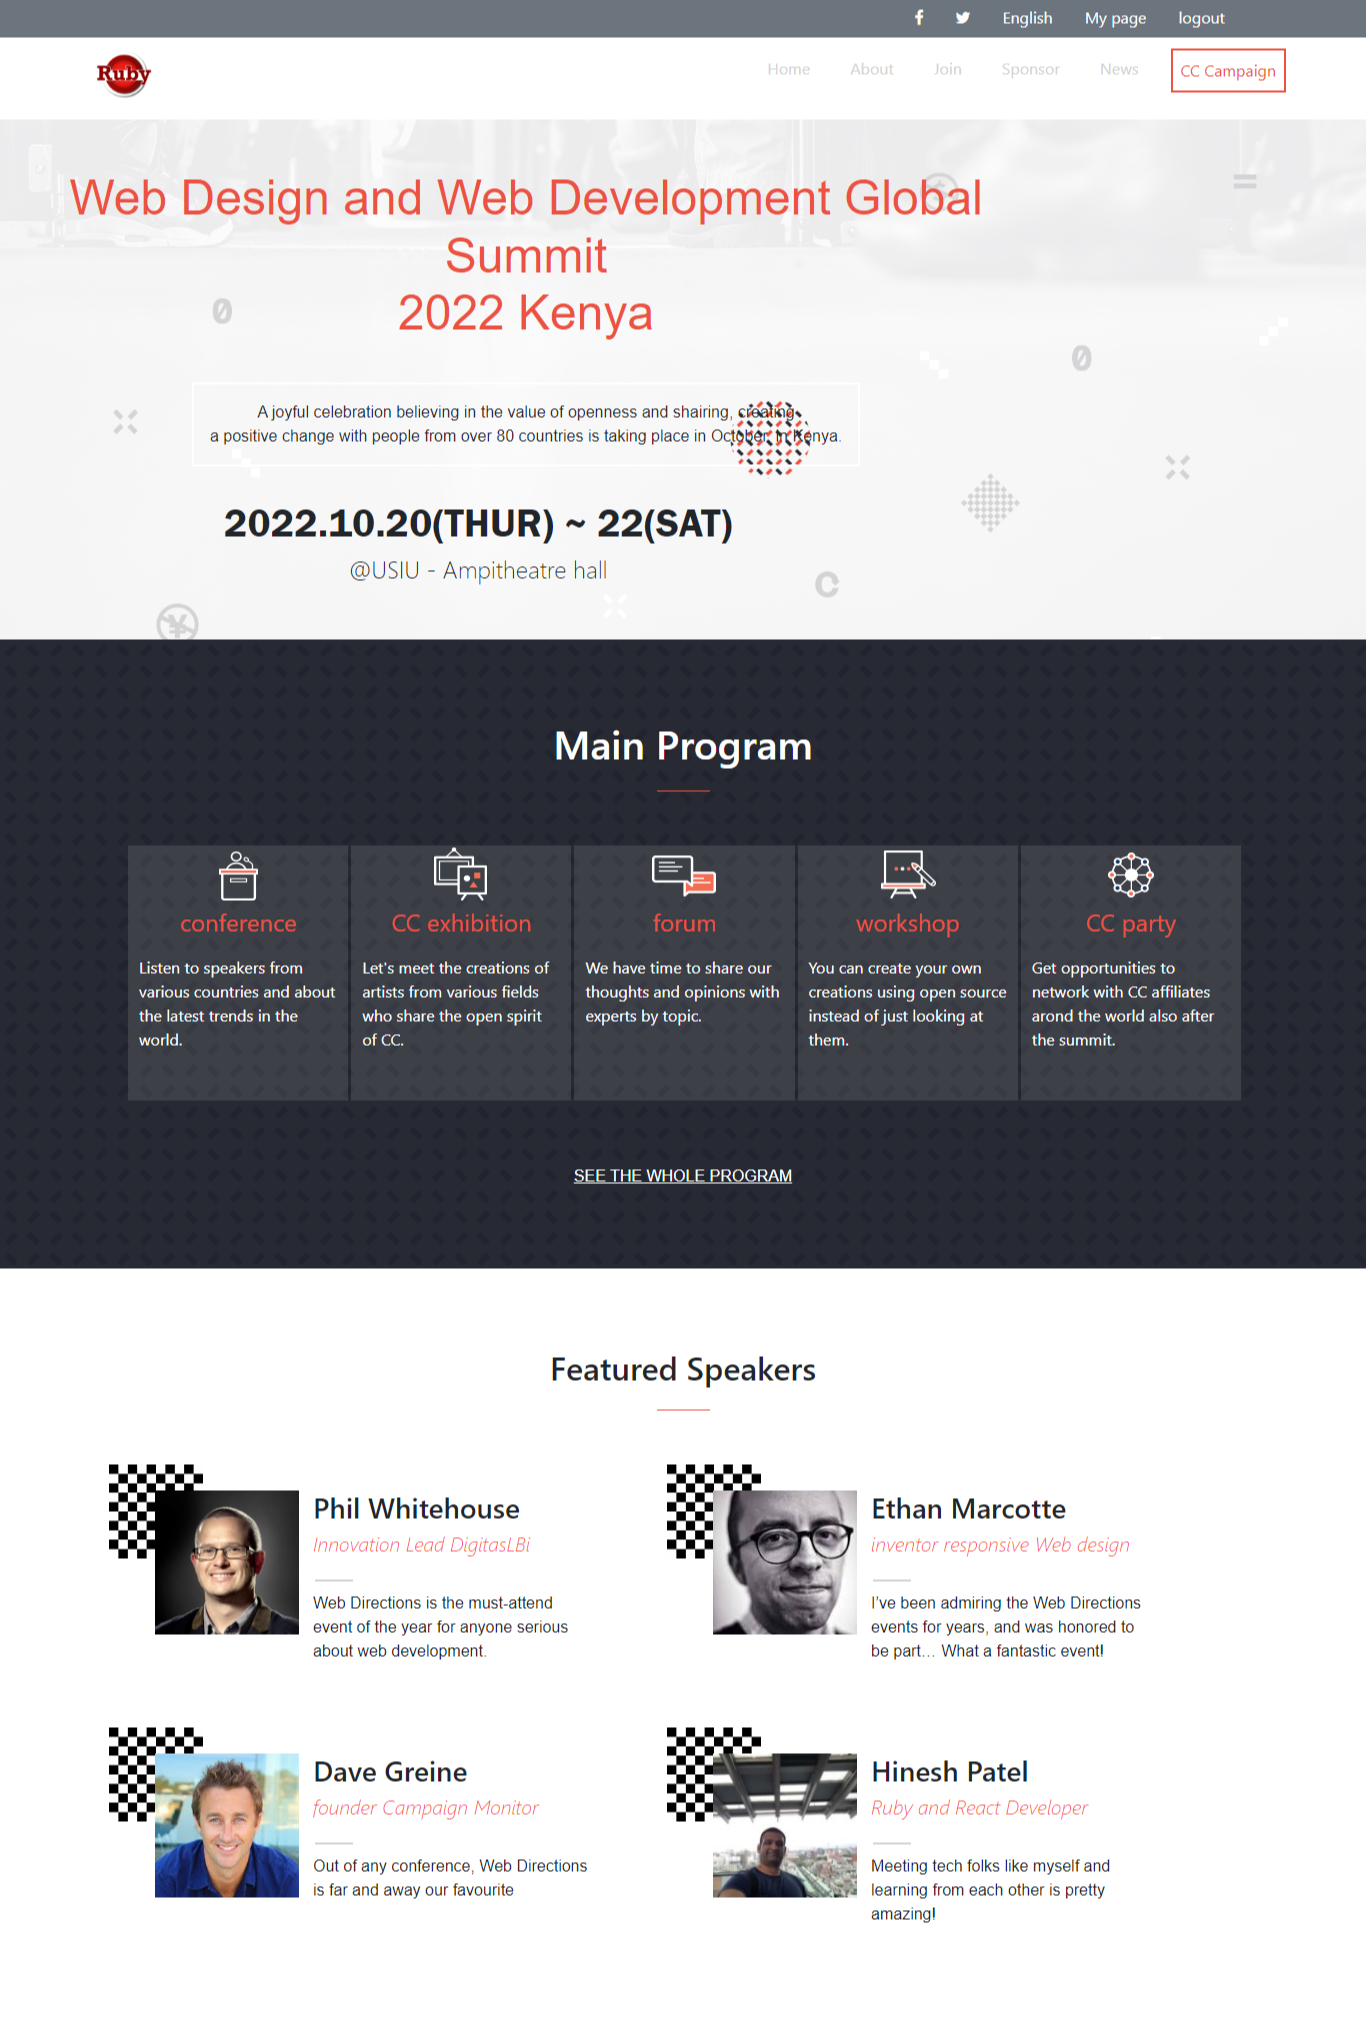 English My page logout
Ruby
Home About Join Sponsor News CC Campaign
Web Design and Web Development Global
Summit
2022 Kenya
A joyful celebration believing in the value of openness and shairing, creating
a positive change with people from over 80 countries is taking place in October, in Kenya.
2022.10.20(THUR) ~ 22(SAT)
@USIU - Ampitheatre hall
Main Program
conference
Listen to speakers from
various countries and about
the latest trends in the
world.
CC exhibition
Let's meet the creations of
artists from various fields
who share the open spirit
of CC.
forum
We have time to share our
thoughts and opinions with
experts by topic.
workshop
You can create your own
creations using open source
instead of just looking at
them.
CC party
Get opportunities to
network with CC affiliates
arond the world also after
the summit.
SEE THE WHOLE PROGRAM
Featured Speakers
Phil Whitehouse
Innovation Lead DigitasLBi
Web Directions is the must-attend
event of the year for anyone serious
about web development.
Ethan Marcotte
inventor responsive Web design
I've been admiring the Web Directions
events for years, and was honored to
be part… What a fantastic event!
Dave Greine
founder Campaign Monitor
Out of any conference, Web Directions
is far and away our favourite
Hinesh Patel
Ruby and React Developer
Meeting tech folks like myself and
learning from each other is pretty
amazing!